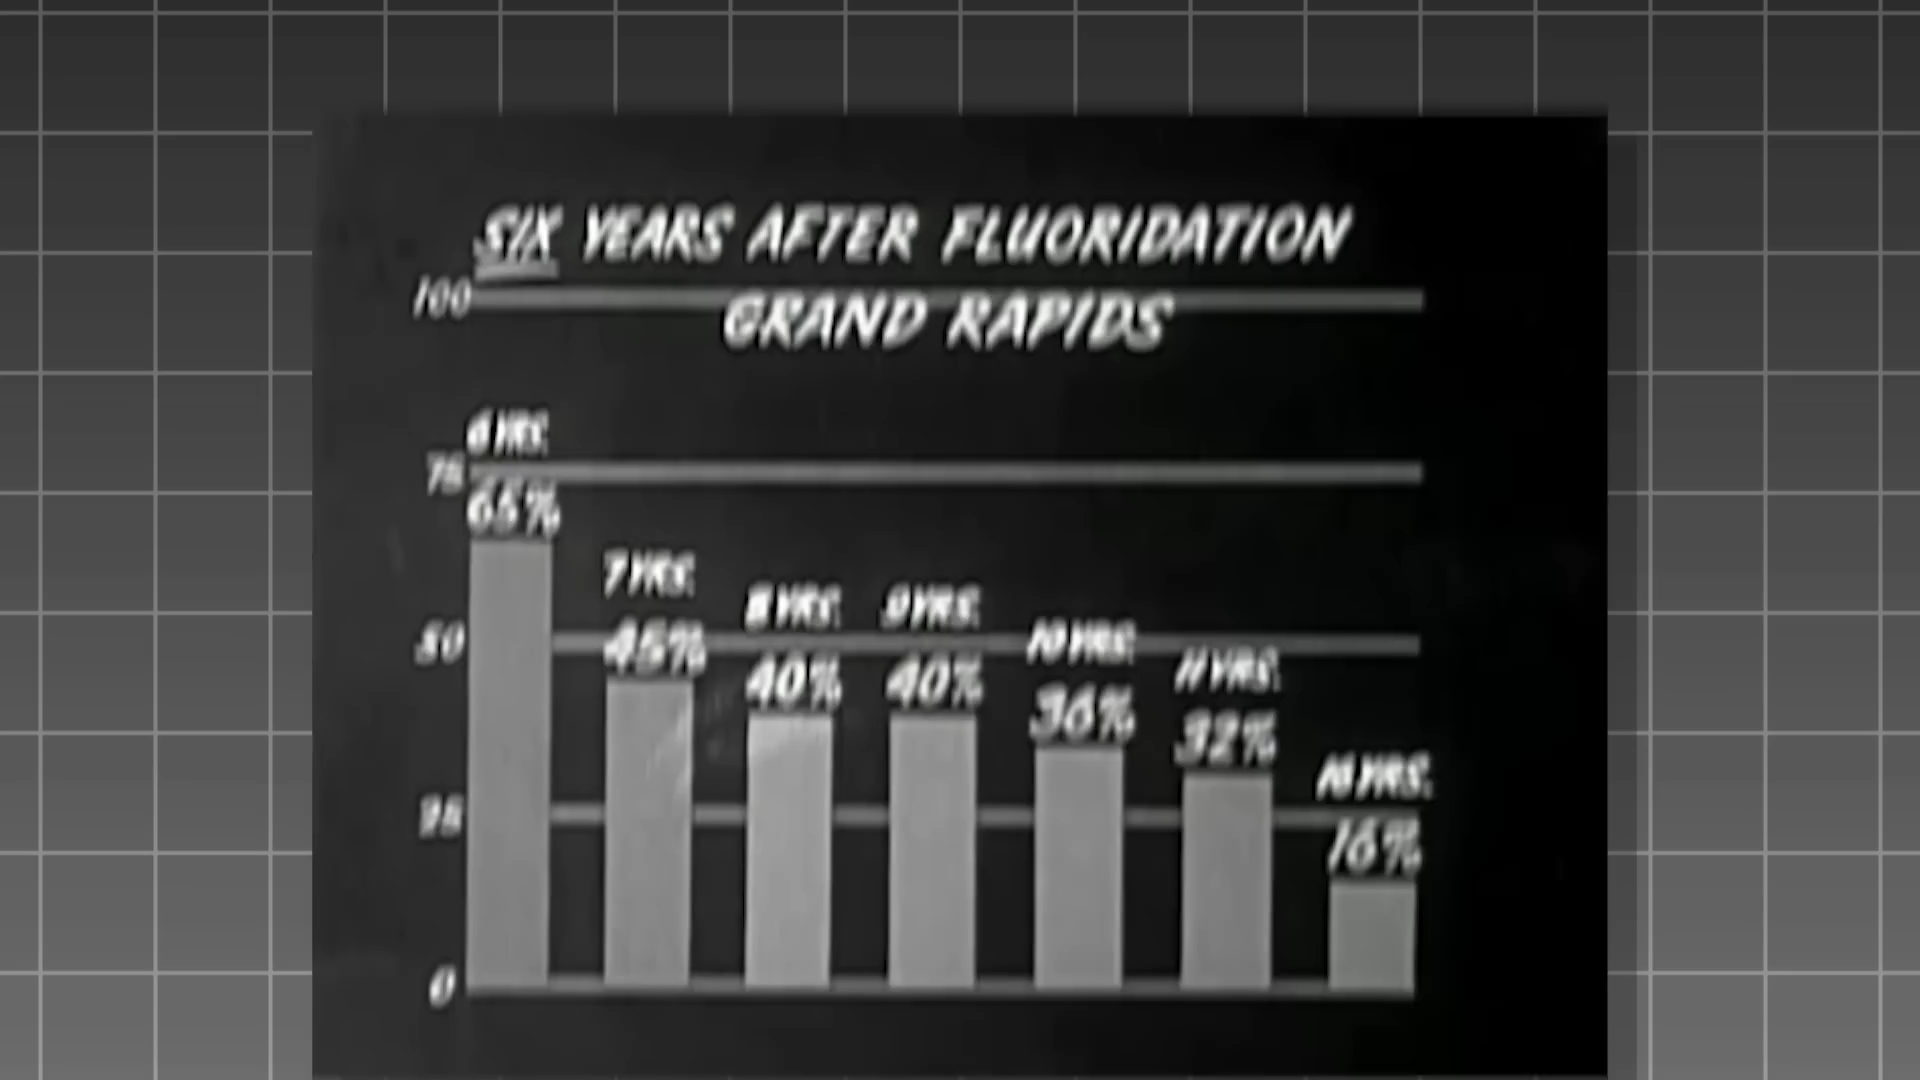 SIX YEARS AFTER FLUORIDATION
GRAND RAPIDS
100
75
50
25
0
6 YRS.
65%
7 YRS.
45%
8 YRS.
40%
9 YRS.
40%
10 YRS.
36%
11 YRS.
32%
16 YRS.
16%